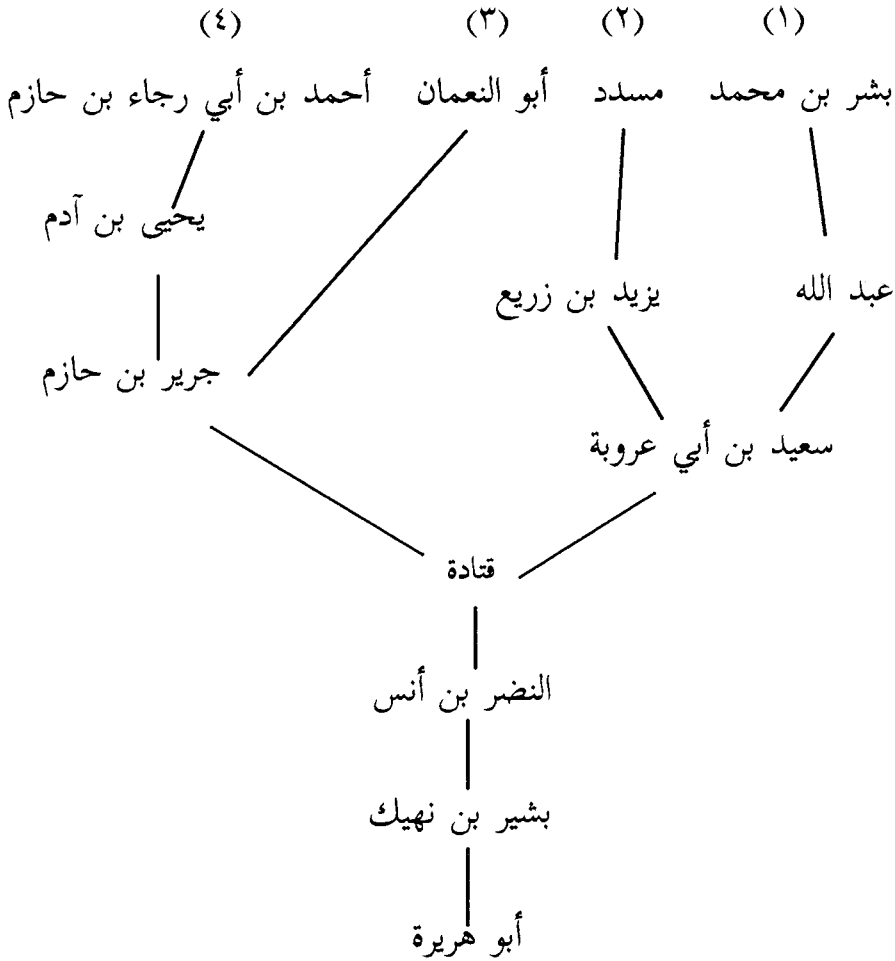 (١) (٢) (٣) (٤)
بشر بن محمد مسدد أبو النعمان أحمد بن أبي رجاء بن حازم
يحيى بن آدم
عبد الله يزيد بن زريع
جرير بن حازم
سعيد بن أبي عروبة
قتادة
النضر بن أنس
بشير بن نهيك
أبو هريرة